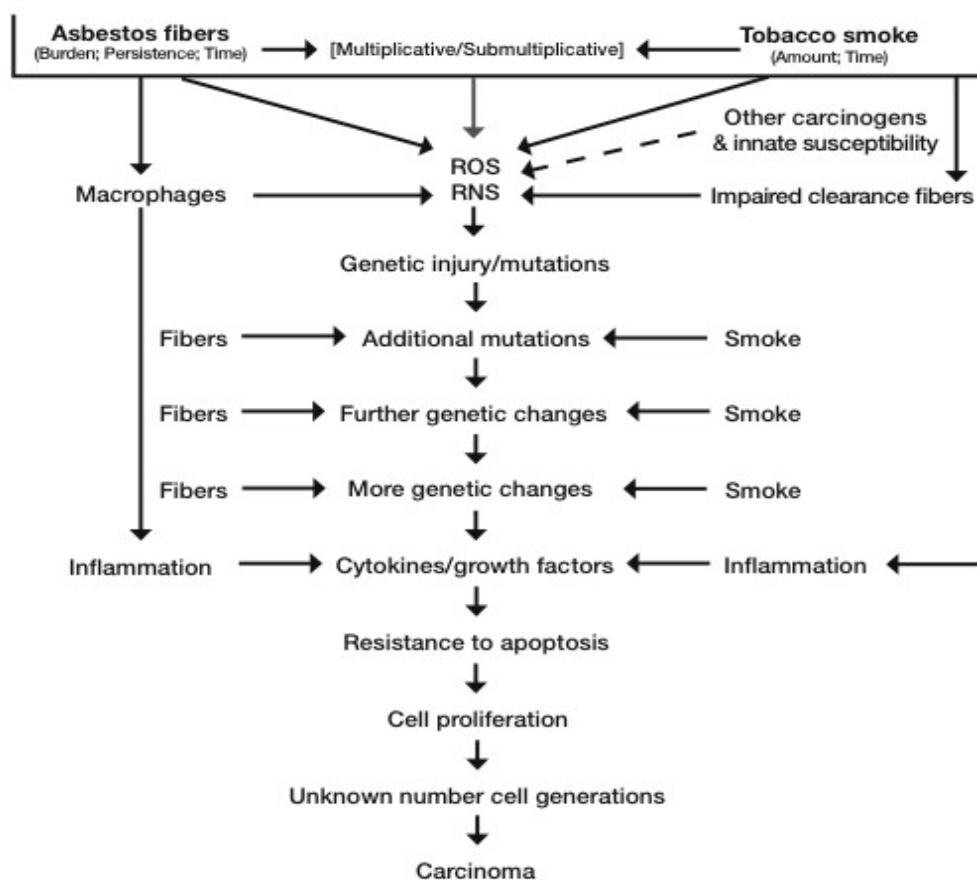 Asbestos fibers
(Burden; Persistence; Time)
[Multiplicative/Submultiplicative]
Tobacco smoke
(Amount; Time)
Other carcinogens
& innate susceptibility
ROS
RNS
Macrophages
Impaired clearance fibers
Genetic injury/mutations
Fibers
Additional mutations
Smoke
Fibers
Further genetic changes
Smoke
Fibers
More genetic changes
Smoke
Inflammation
Cytokines/growth factors
Inflammation
Resistance to apoptosis
Cell proliferation
Unknown number cell generations
Carcinoma